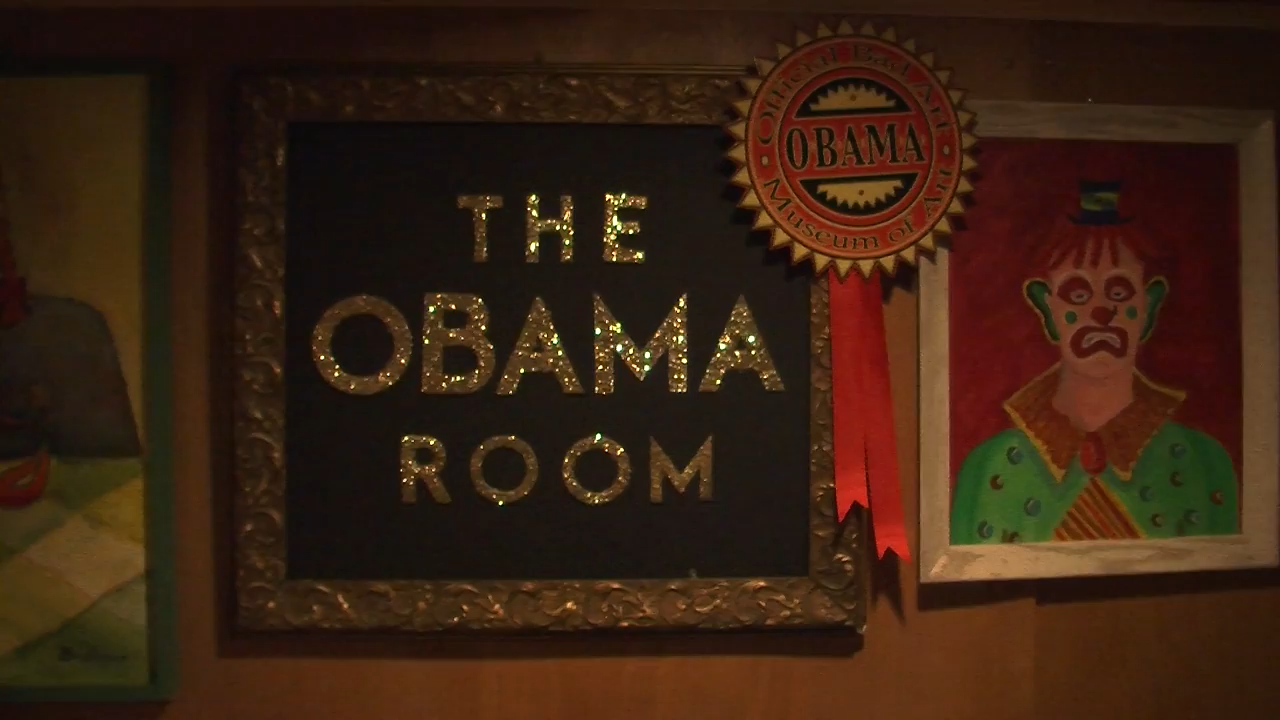 THE
OBAMA
ROOM
Official Bad Art
OBAMA
Museum of Art